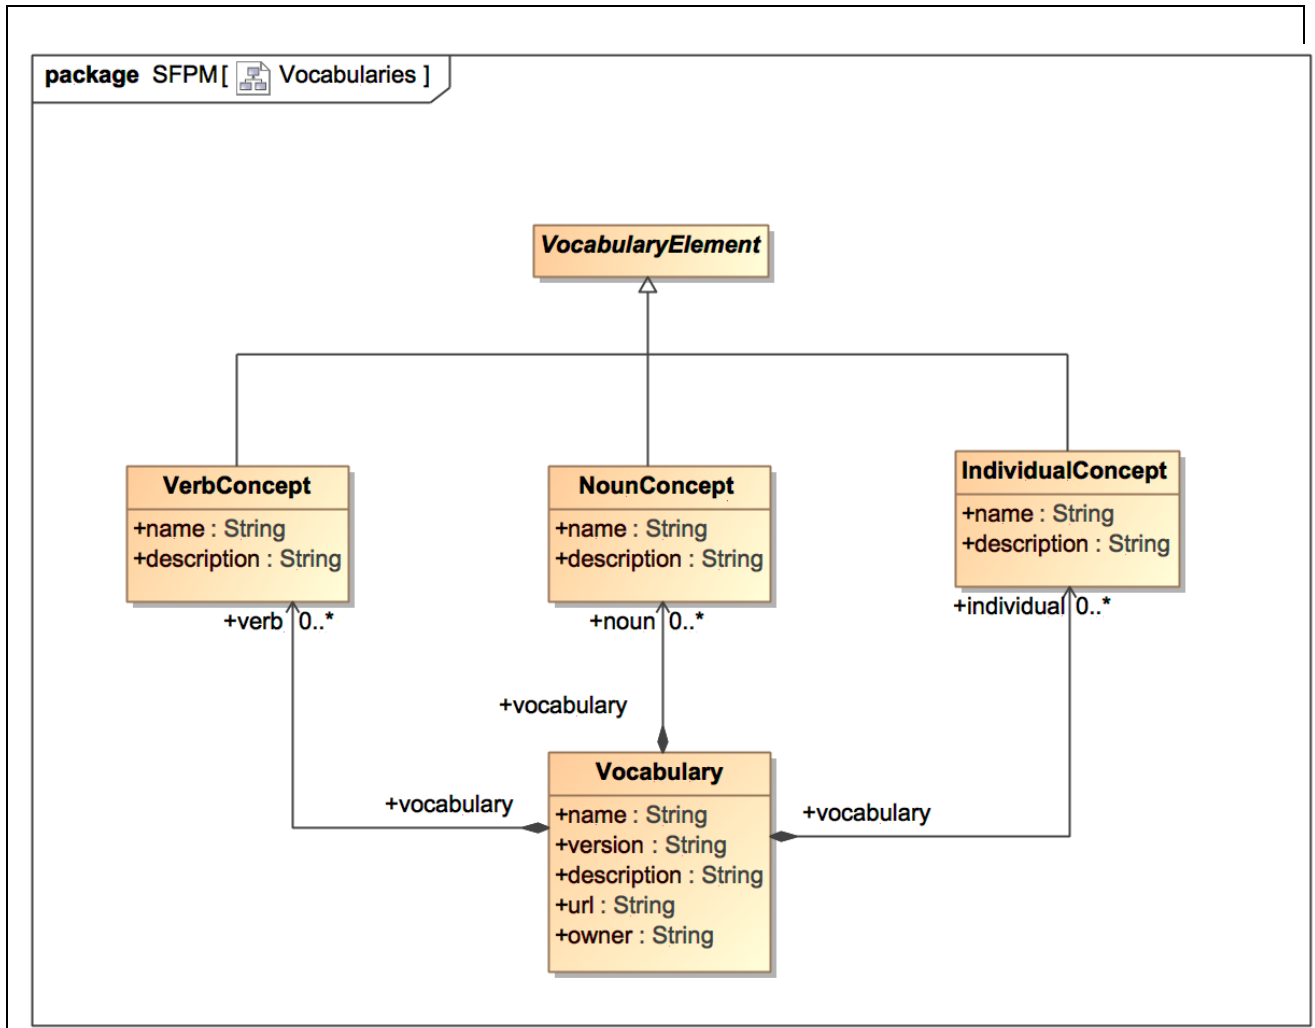 package SFPM[ Vocabularies ]
VocabularyElement
VerbConcept
+name : String
+description : String
NounConcept
+name : String
+description : String
IndividualConcept
+name : String
+description : String
+verb 0..*
+noun 0..*
+individual 0..*
+vocabulary
+vocabulary
+vocabulary
Vocabulary
+name : String
+version : String
+description : String
+url : String
+owner : String